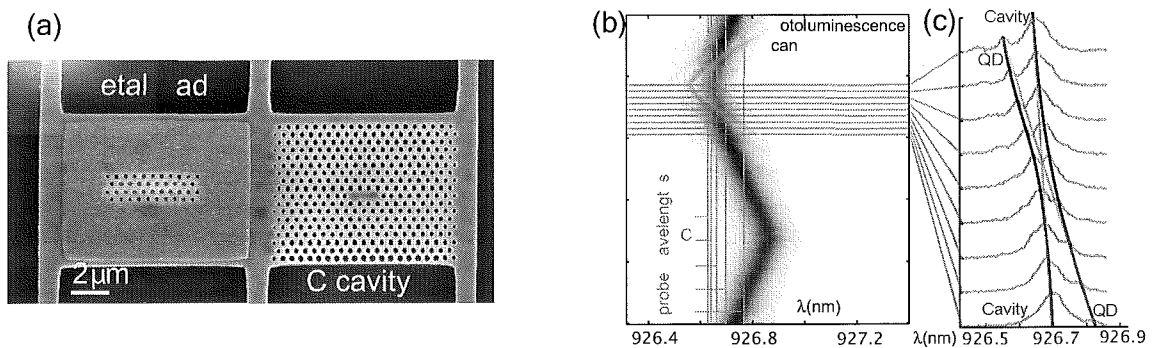 (a)
etal ad
2μm
C cavity
(b)
otoluminescence
can
probe avelengt s
C
λ(nm)
926.4 926.8 927.2
(c)
Cavity
QD
Cavity
QD
λ(nm) 926.5 926.7 926.9